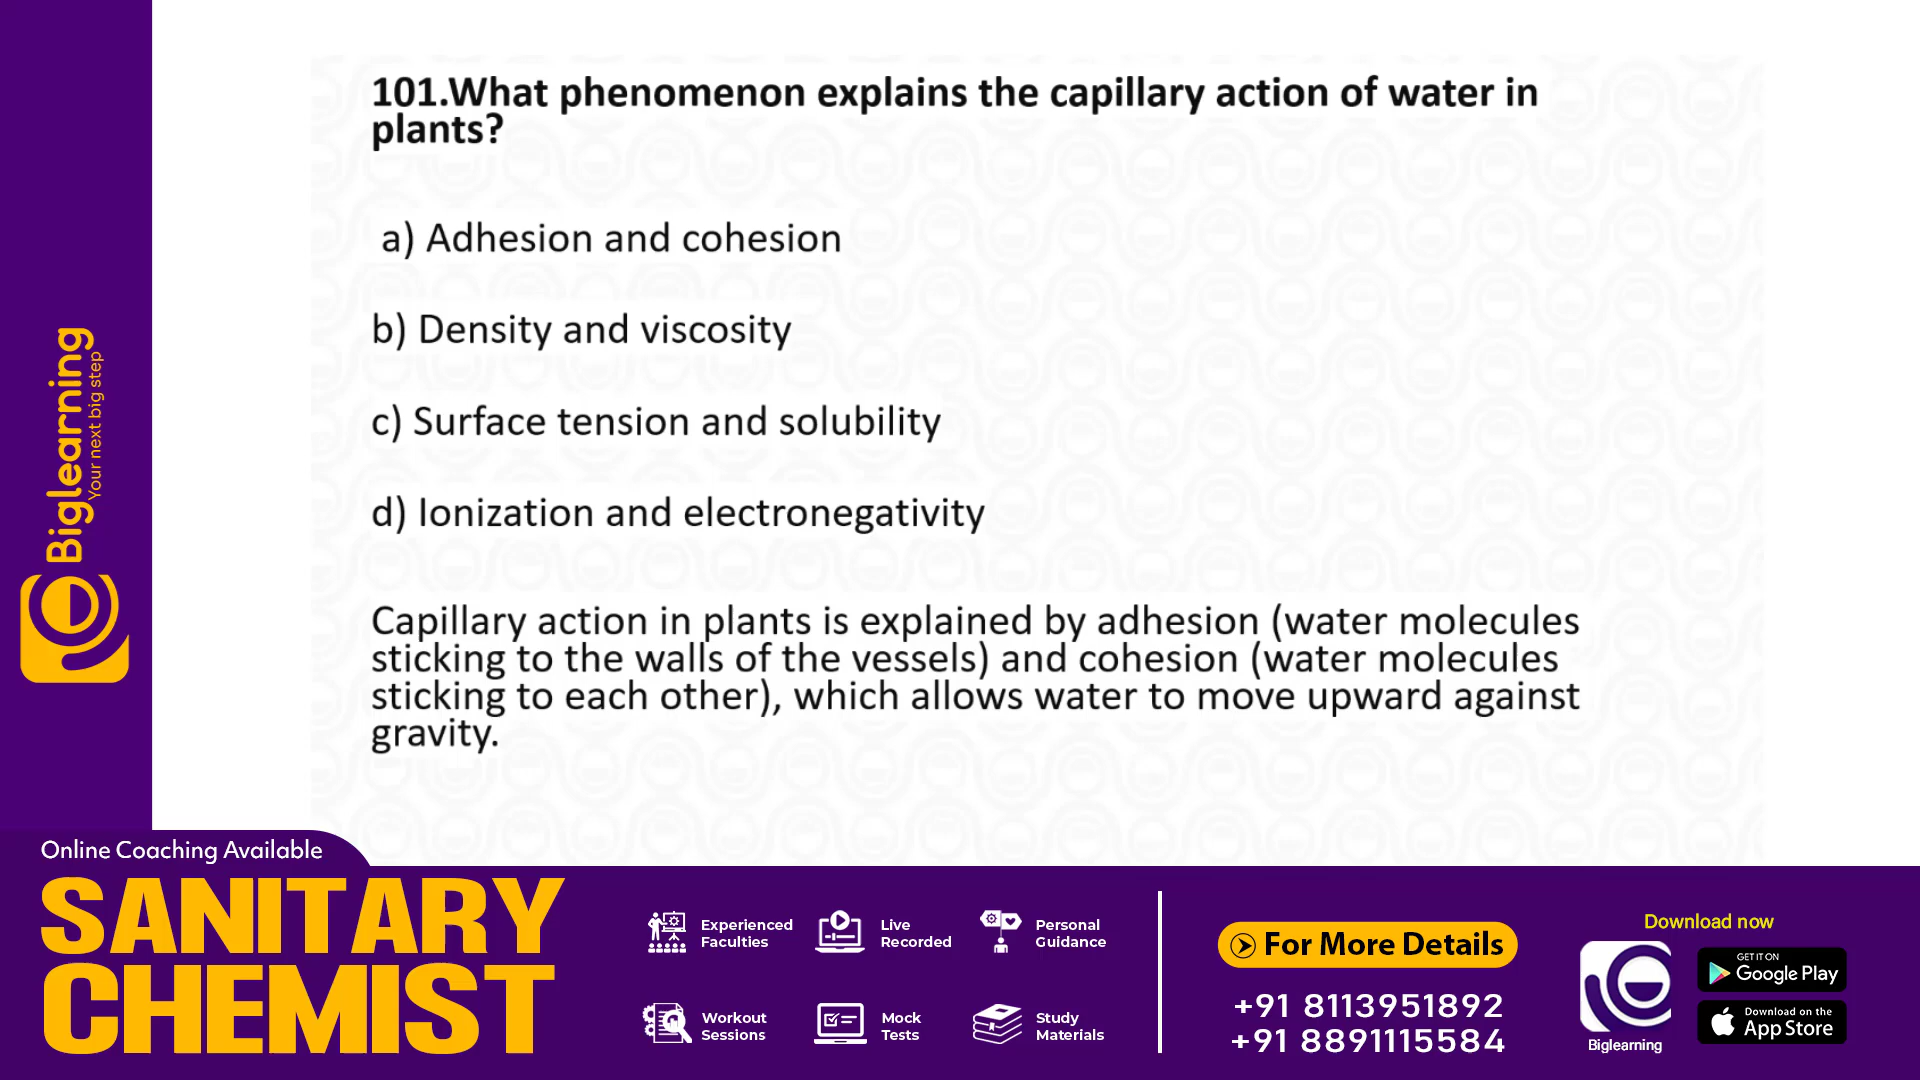 101.What phenomenon explains the capillary action of water in
plants?
a) Adhesion and cohesion
b) Density and viscosity
c) Surface tension and solubility
d) Ionization and electronegativity
Capillary action in plants is explained by adhesion (water molecules
sticking to the walls of the vessels) and cohesion (water molecules
sticking to each other), which allows water to move upward against
gravity.
Biglearning
Your next big step
Online Coaching Available
SANITARY
CHEMIST
Experienced
Faculties
Live
Recorded
Personal
Guidance
Workout
Sessions
Mock
Tests
Study
Materials
For More Details
+91 8113951892
+91 8891115584
Download now
Biglearning
GET IT ON
Google Play
Download on the
App Store